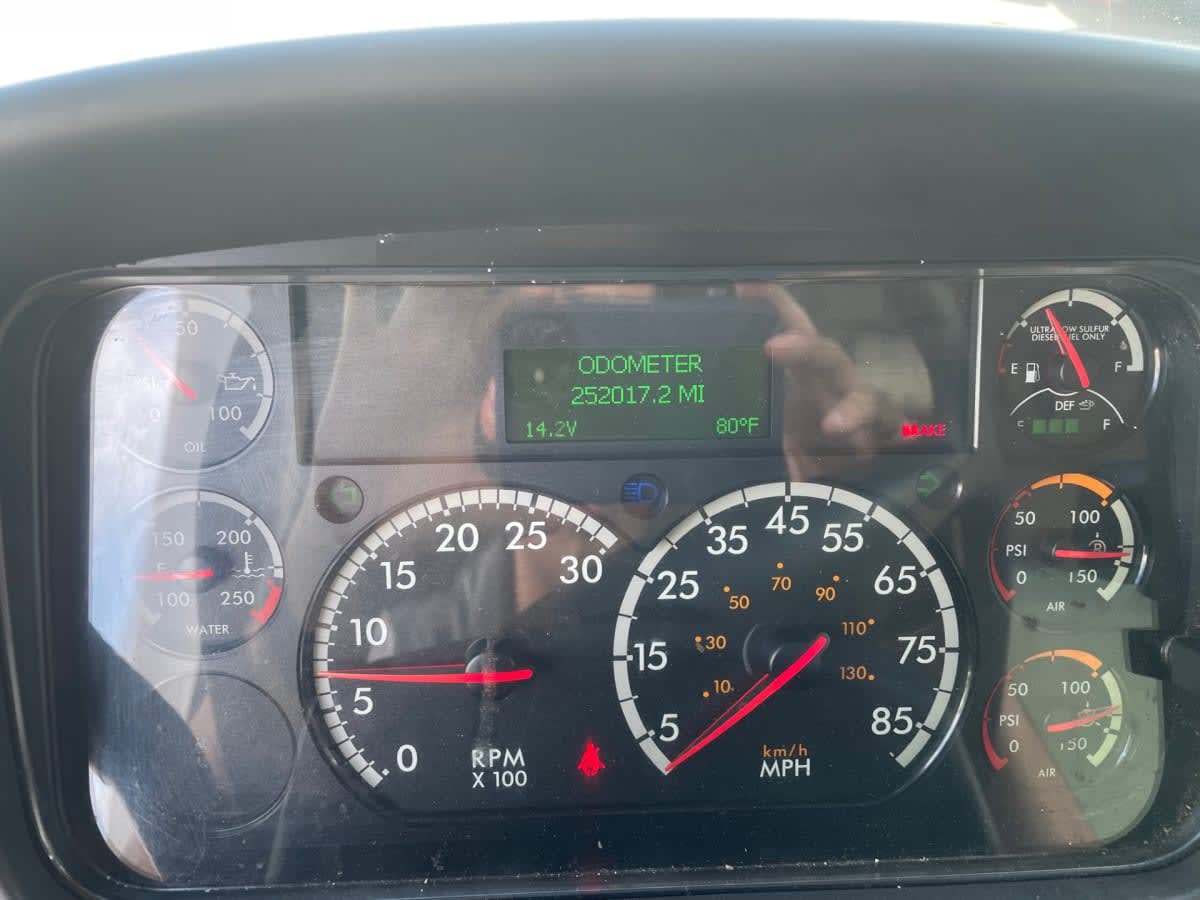 ODOMETER
252017.2 MI
14.2V 80°F
BRAKE
50
PSI
0 100
OIL
150 200
F
100 250
WATER
0 5 10 15 20 25 30
RPM
X 100
5 15 25 35 45 55 65 75 85
10 30 50 70 90 110 130
km/h
MPH
ULTRA LOW SULFUR
DIESEL FUEL ONLY
E F
DEF
E F
50 100
PSI
0 150
AIR
50 100
PSI
0 150
AIR